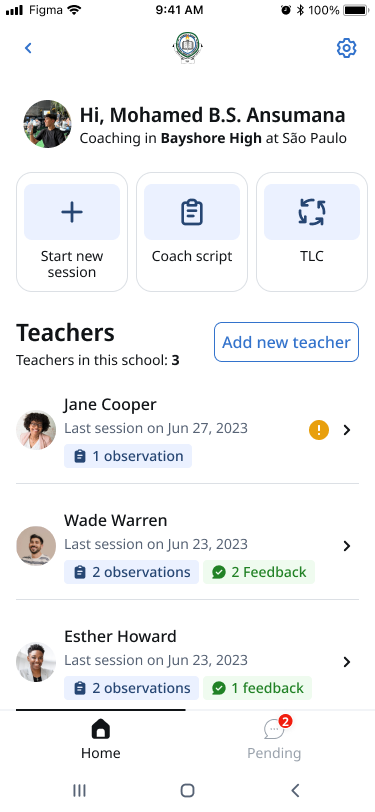 Figma
9:41 AM
100%
Hi, Mohamed B.S. Ansumana
Coaching in Bayshore High at São Paulo
Start new
session
Coach script
TLC
Teachers
Teachers in this school: 3
Add new teacher
Jane Cooper
Last session on Jun 27, 2023
1 observation
Wade Warren
Last session on Jun 23, 2023
2 observations
2 Feedback
Esther Howard
Last session on Jun 23, 2023
2 observations
1 feedback
Home
2
Pending